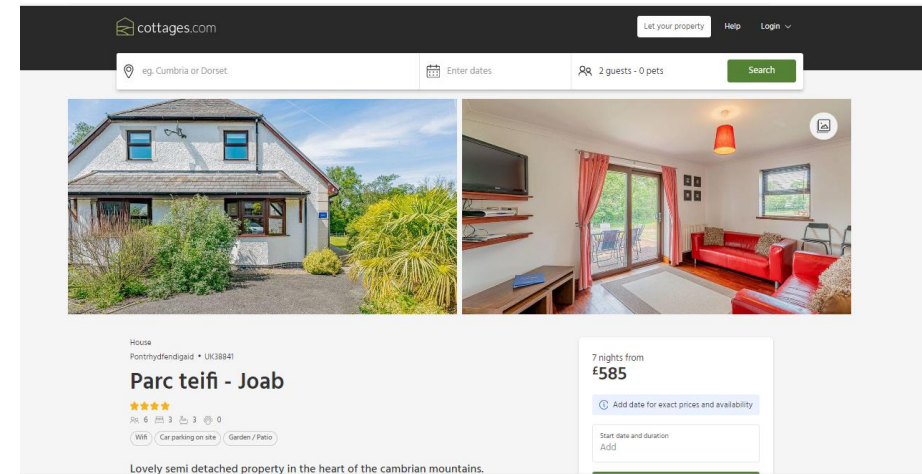 cottages.com
Let your property
Help
Login
eg. Cumbria or Dorset
Enter dates
2 guests - 0 pets
Search
House
Pontrhydfendigaid • UK38841
Parc teifi - Joab
6 3 3 0
Wifi
Car parking on site
Garden / Patio
Lovely semi detached property in the heart of the cambrian mountains.
7 nights from
£585
Add date for exact prices and availability
Start date and duration
Add